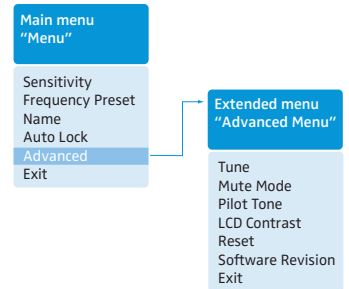 Main menu
"Menu"
Sensitivity
Frequency Preset
Name
Auto Lock
Advanced
Exit
Extended menu
"Advanced Menu"
Tune
Mute Mode
Pilot Tone
LCD Contrast
Reset
Software Revision
Exit